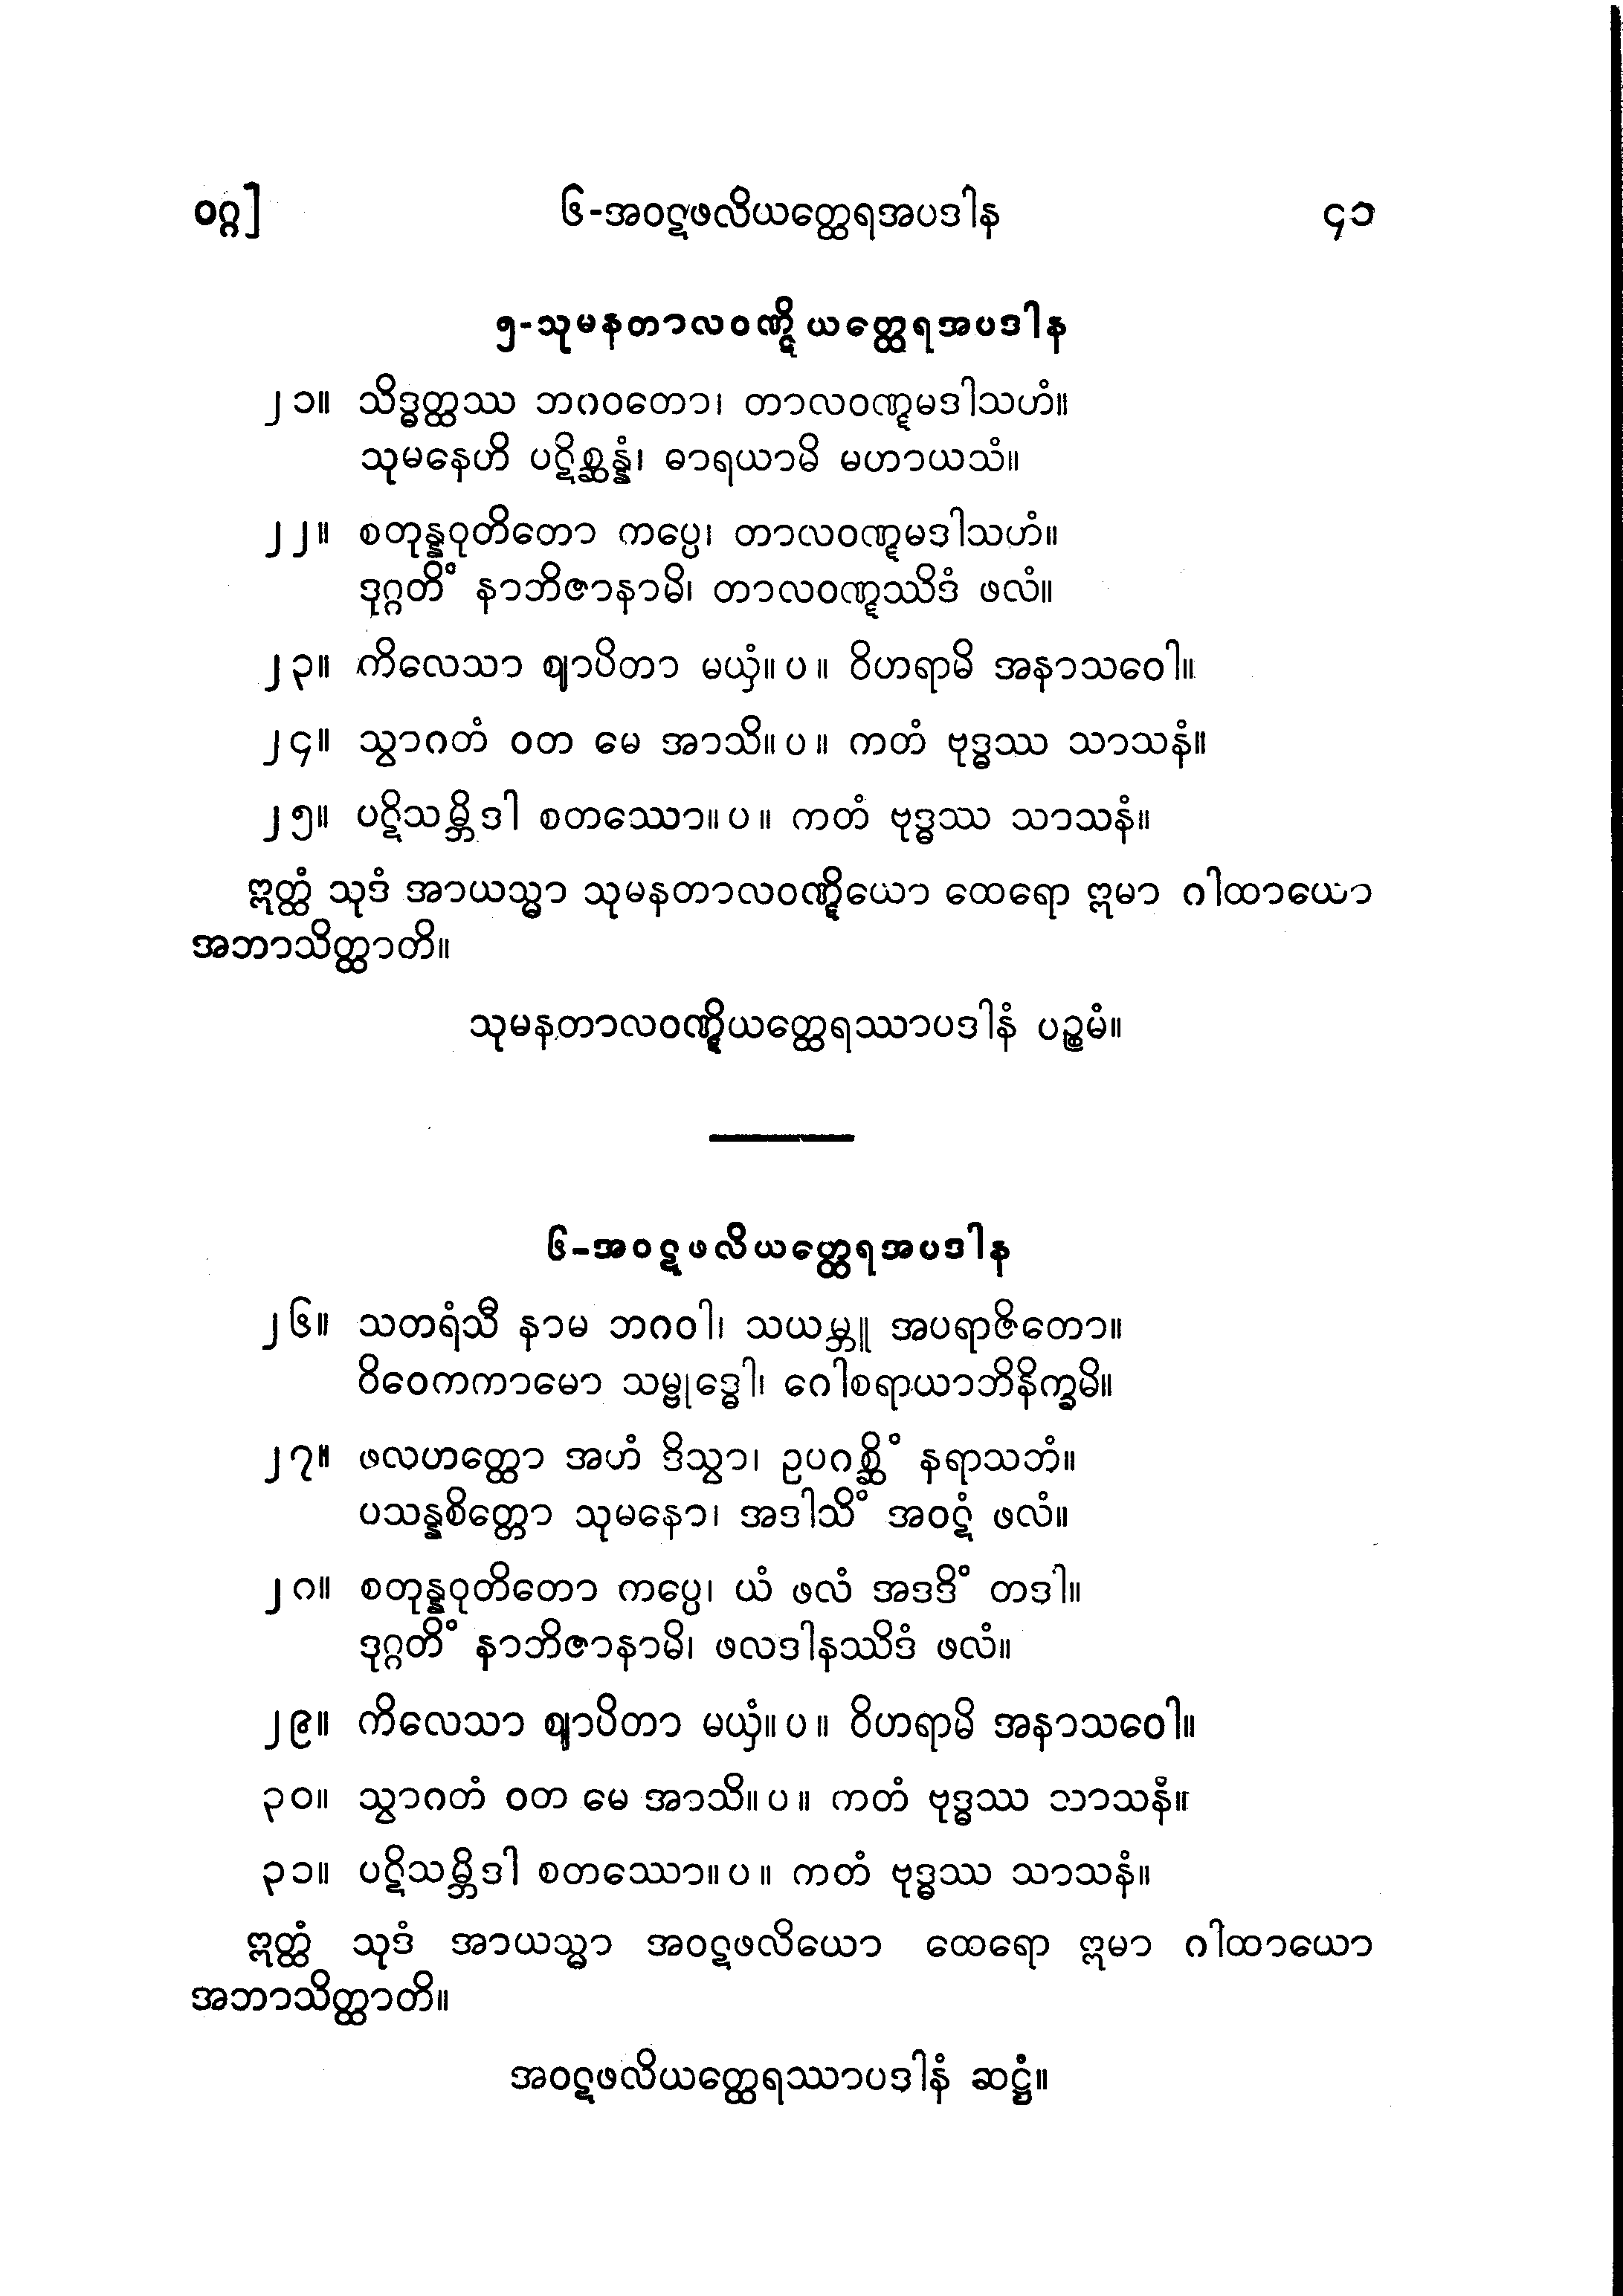 ဝဂ္ဂ] ၆-အဝဋဖလိယတ္ထေရအပဒါန ၄၁
၅-သုမနတာလဝဏ္ဋိယတ္ထေရအပဒါန
၂၁။ သိဒ္ဓတ္ထဿ ဘဂဝတော၊ တာလဝဏ္ဋမဒါသဟံ။
သုမနေဟိ ပဋိစ္ဆန္နံ၊ ဓာရယာမိ မဟာယသံ။
၂၂။ စတုန္နဝုတိတော ကပ္ပေ၊ တာလဝဏ္ဋမဒါသဟံ။
ဒုဂ္ဂတိံ နာဘိဇာနာမိ၊ တာလဝဏ္ဋဿိဒံ ဖလံ။
၂၃။ ကိလေသာ ဈာပိတာ မယှံ။ပ။ ဝိဟရာမိ အနာသဝေါ။
၂၄။ သွာဂတံ ဝတ မေ အာသိ။ပ။ ကတံ ဗုဒ္ဓဿ သာသနံ။
၂၅။ ပဋိသမ္ဘိဒါ စတဿော။ပ။ ကတံ ဗုဒ္ဓဿ သာသနံ။
ဣတ္ထံ သုဒံ အာယသ္မာ သုမနတာလဝဏ္ဋိယော ထေရော ဣမာ ဂါထာယော
အဘာသိတ္ထာတိ။
သုမနတာလဝဏ္ဋိယတ္ထေရဿာပဒါနံ ပဉ္စမံ။
၆-အဝဋဖလိယတ္ထေရအပဒါန
၂၆။ သတရံသီ နာမ ဘဂဝါ၊ သယမ္ဘူ အပရာဇိတော။
ဝိဝေကကာမော သမ္ဗုဒ္ဓေါ၊ ဂေါစရာယာဘိနိက္ခမိ။
၂၇။ ဖလဟတ္ထော အဟံ ဒိသွာ၊ ဥပဂစ္ဆိံ နရာသဘံ။
ပသန္နစိတ္တော သုမနော၊ အဒါသိံ အဝဋံ ဖလံ။
၂၈။ စတုန္နဝုတိတော ကပ္ပေ၊ ယံ ဖလံ အဒဒိံ တဒါ။
ဒုဂ္ဂတိံ နာဘိဇာနာမိ၊ ဖလဒါနဿိဒံ ဖလံ။
၂၉။ ကိလေသာ ဈာပိတာ မယှံ။ပ။ ဝိဟရာမိ အနာသဝေါ။
၃၀။ သွာဂတံ ဝတ မေ အာသိ။ပ။ ကတံ ဗုဒ္ဓဿ သာသနံ။
၃၁။ ပဋိသမ္ဘိဒါ စတဿော။ပ။ ကတံ ဗုဒ္ဓဿ သာသနံ။
ဣတ္ထံ သုဒံ အာယသ္မာ အဝဋဖလိယော ထေရော ဣမာ ဂါထာယော
အဘာသိတ္ထာတိ။
အဝဋဖလိယတ္ထေရဿာပဒါနံ ဆဋ္ဌံ။